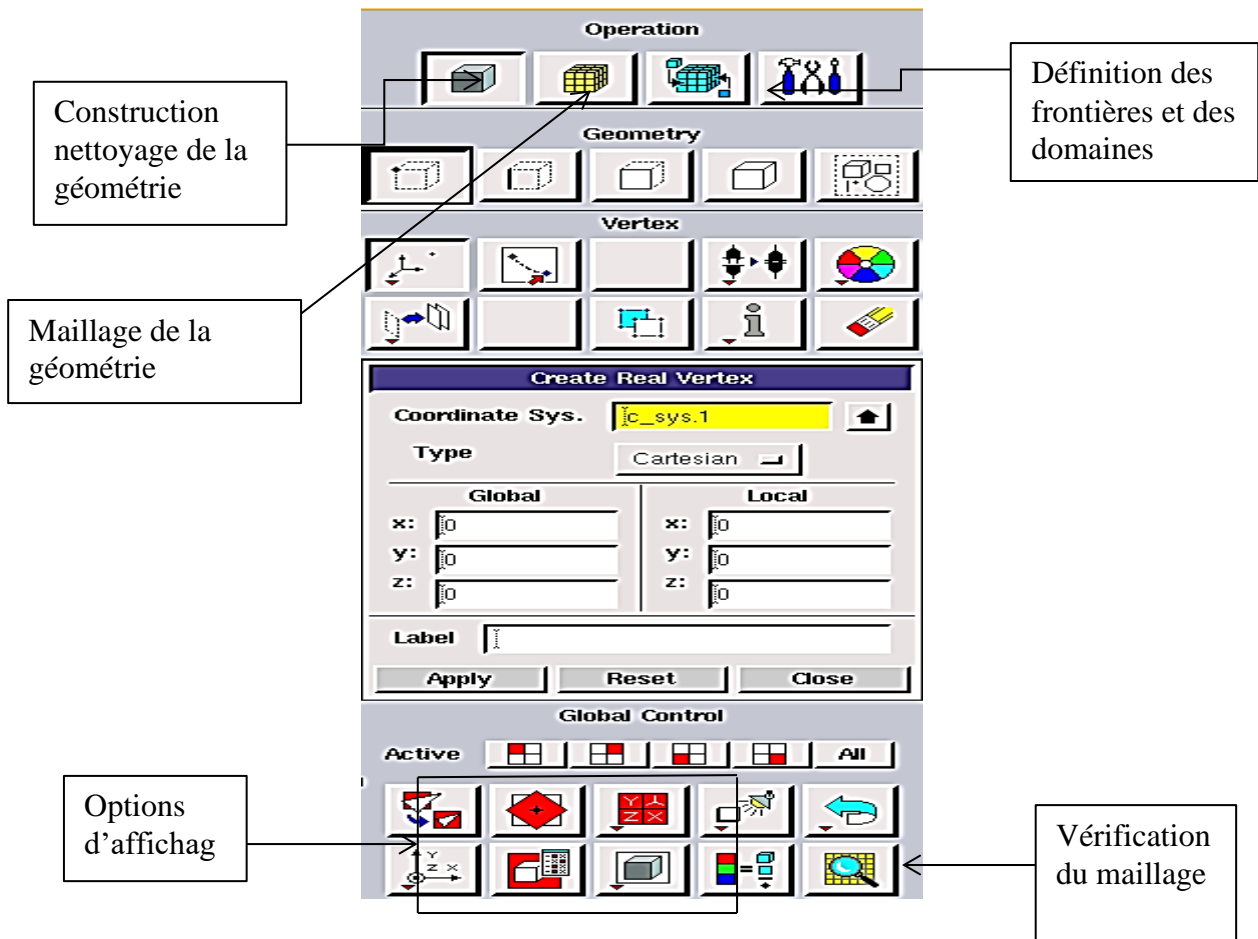 Operation
Construction
nettoyage de la
géométrie
Définition des
frontières et des
domaines
Geometry
Vertex
Maillage de la
géométrie
Create Real Vertex
Coordinate Sys. c_sys.1
Type Cartesian
Global Local
x: 0 x: 0
y: 0 y: 0
z: 0 z: 0
Label
Apply Reset Close
Global Control
Active All
Options
d’affichag
Y Z X
Y Z X
Vérification
du maillage